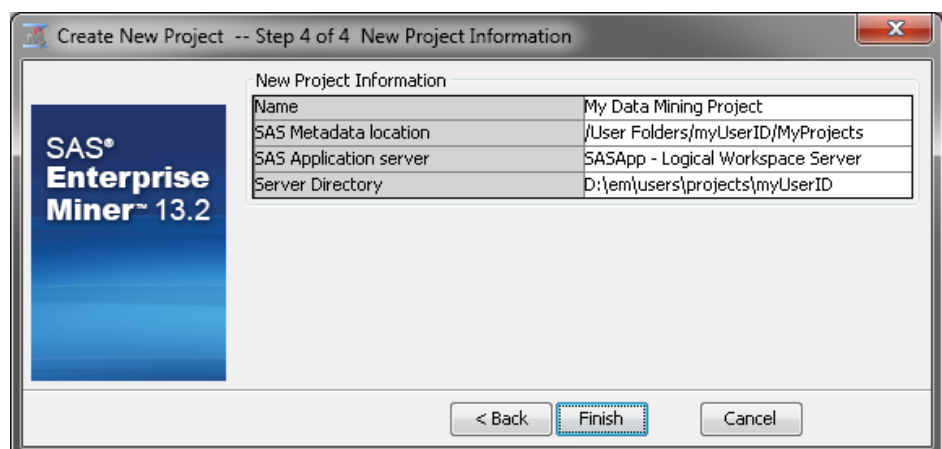 Create New Project -- Step 4 of 4 New Project Information
New Project Information
Name My Data Mining Project
SAS Metadata location /User Folders/myUserID/MyProjects
SAS Application server SASApp - Logical Workspace Server
Server Directory D:\em\users\projects\myUserID
SAS®
Enterprise
Miner™ 13.2
< Back Finish Cancel